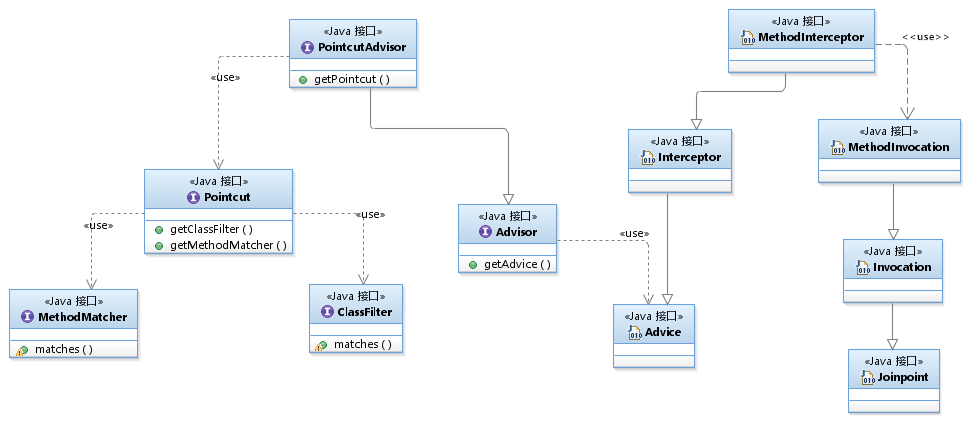 «Java 接口»
PointcutAdvisor
getPointcut ( )
«use»
«Java 接口»
Pointcut
getClassFilter ( )
getMethodMatcher ( )
«use»
«use»
«Java 接口»
MethodMatcher
matches ( )
«Java 接口»
ClassFilter
matches ( )
«Java 接口»
Advisor
getAdvice ( )
«use»
«Java 接口»
MethodInterceptor
<<use>>
«Java 接口»
Interceptor
«Java 接口»
MethodInvocation
«Java 接口»
Invocation
«Java 接口»
Advice
«Java 接口»
Joinpoint